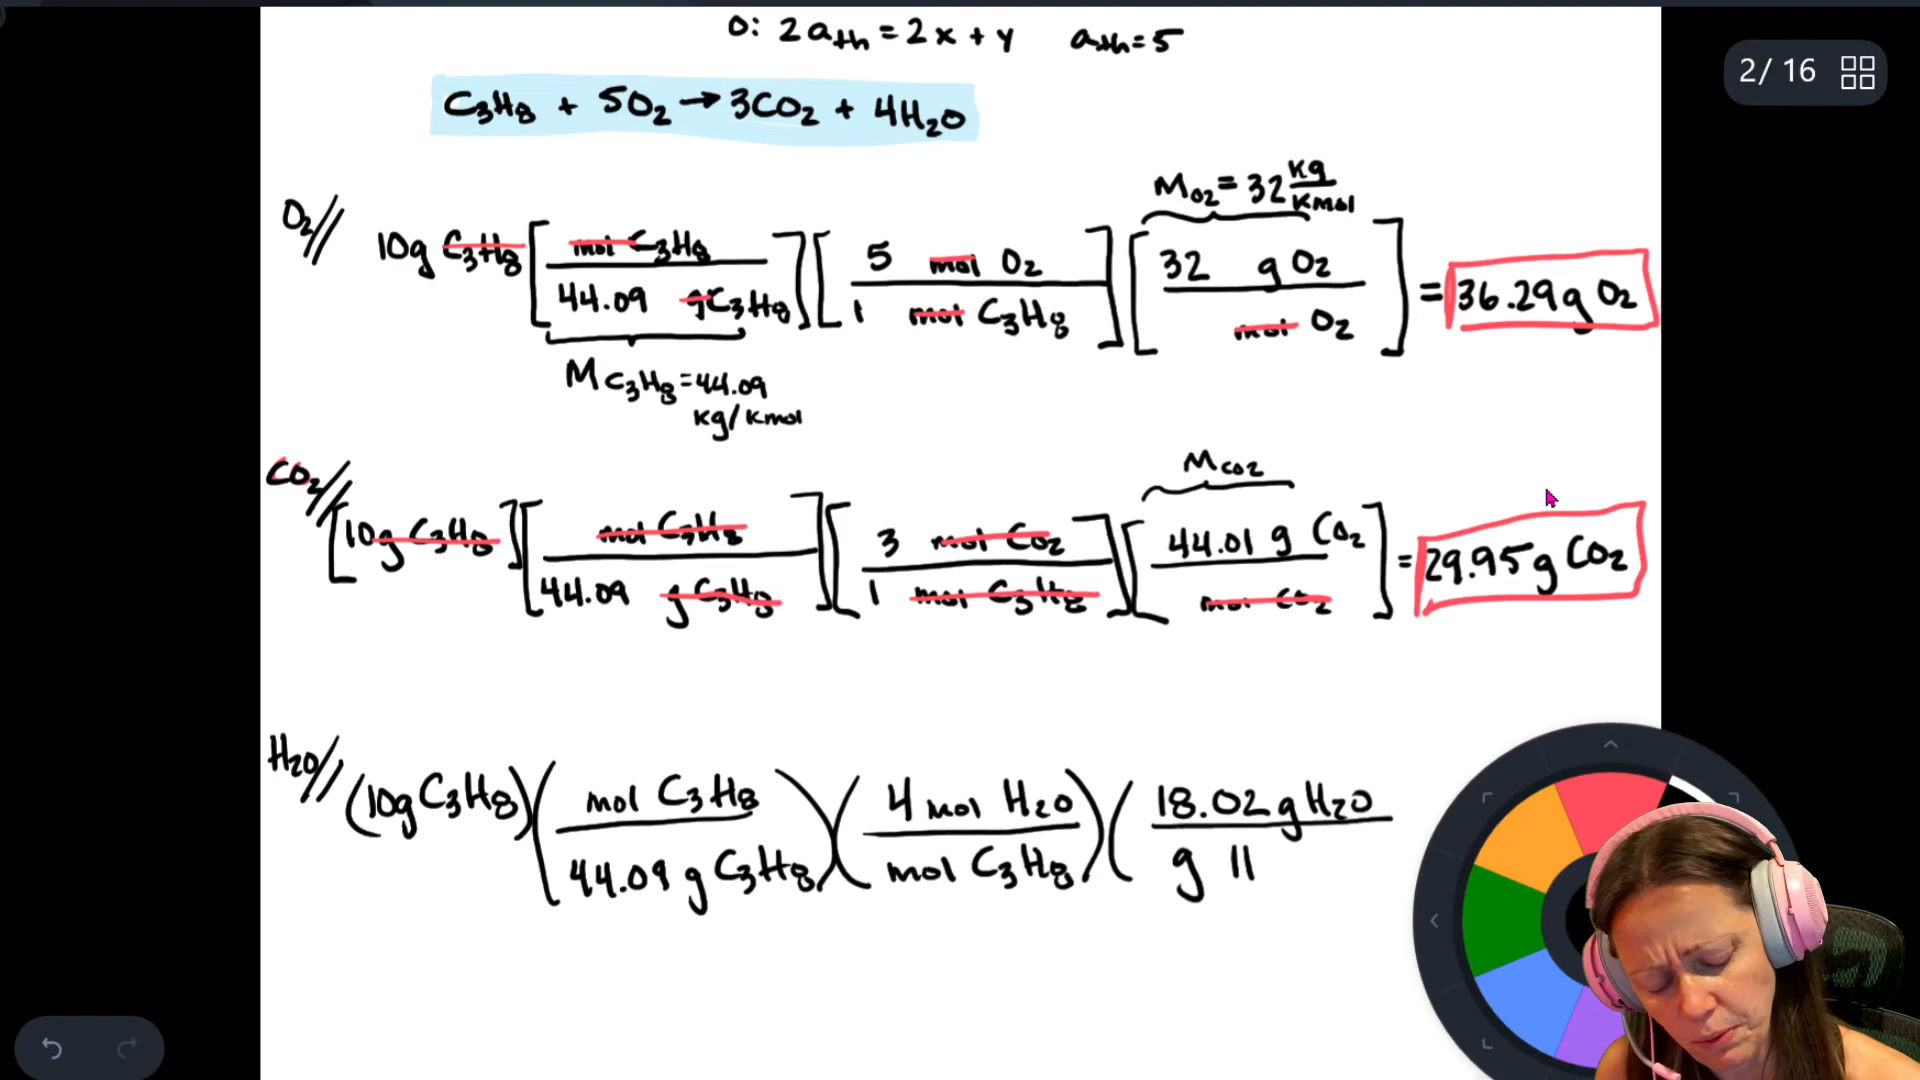 O: 2a_th = 2x + y    a_th = 5
2/ 16
C₃H₈ + 5O₂ → 3CO₂ + 4H₂O
M_O₂ = 32 kg/Kmol
O₂// 10g C₃H₈ [mol C₃H₈ / 44.09 g C₃H₈] [5 mol O₂ / 1 mol C₃H₈] [32 g O₂ / mol O₂] = 36.29g O₂
M C₃H₈ = 44.09
kg/Kmol
M_CO₂
CO₂// [10g C₃H₈] [mol C₃H₈ / 44.09 g C₃H₈] [3 mol CO₂ / 1 mol C₃H₈] [44.01 g CO₂ / mol CO₂] = 29.95g CO₂
H₂O// (10g C₃H₈) (mol C₃H₈ / 44.09 g C₃H₈) (4 mol H₂O / mol C₃H₈) (18.02 g H₂O / g II